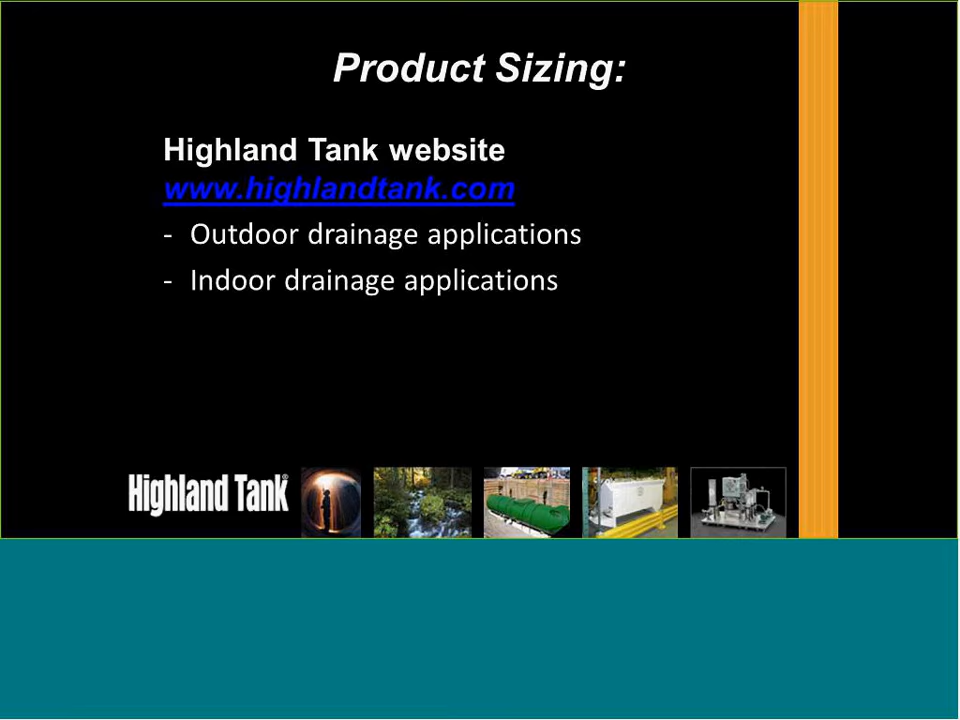 Product Sizing:
Highland Tank website
www.highlandtank.com
- Outdoor drainage applications
- Indoor drainage applications
Highland Tank®